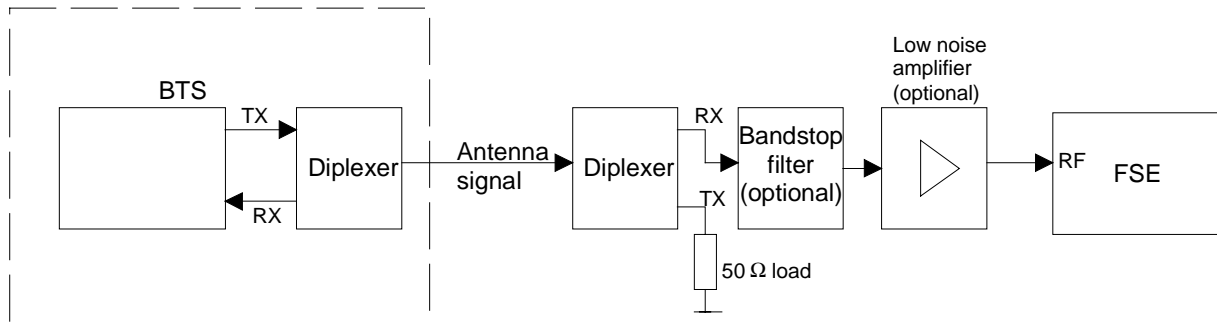 BTS
TX
RX
Diplexer
Antenna
signal
Diplexer
RX
TX
50 Ω load
Bandstop
filter
(optional)
Low noise
amplifier
(optional)
RF
FSE